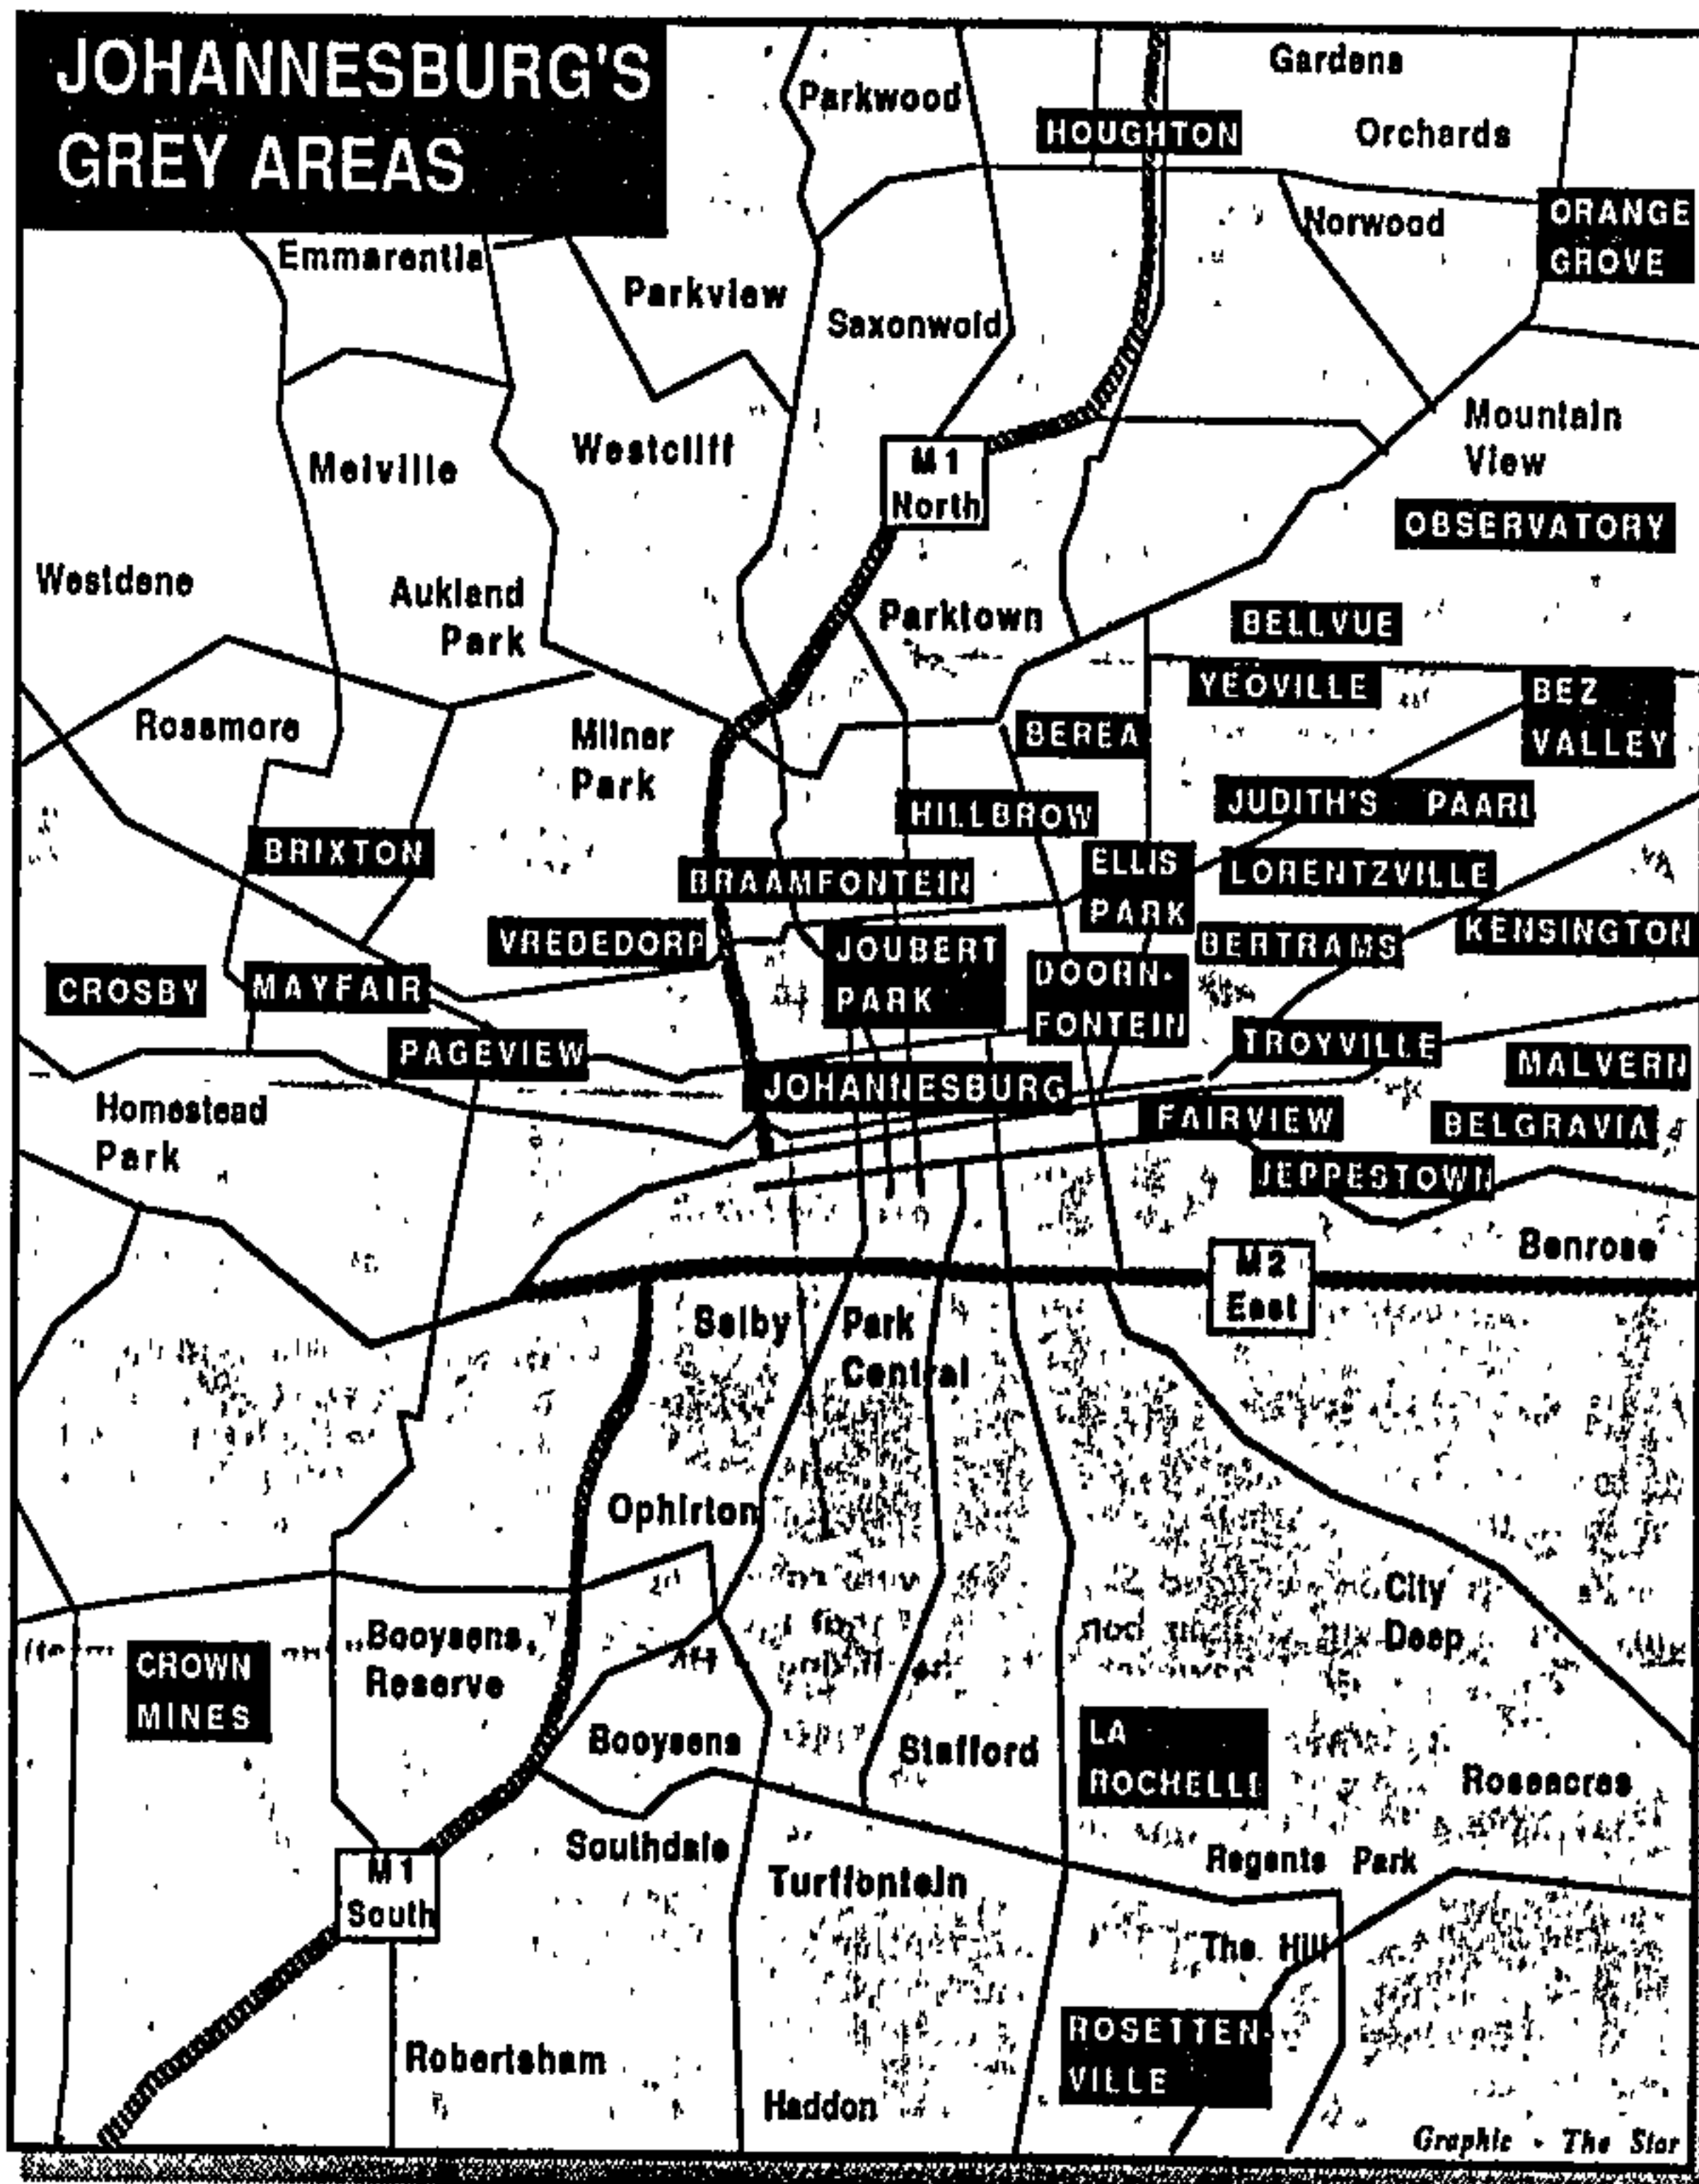 JOHANNESBURG'S
GREY AREAS
Parkwood
Gardens
HOUGHTON
Orchards
ORANGE
GROVE
Norwood
Emmarentia
Parkview
Saxonwold
Mountain
View
Westcliff
Melville
M1
North
OBSERVATORY
Westdene
Aukland
Park
Parktown
BELLVUE
YEOVILLE
BEZ
VALLEY
Rossmore
Milner
Park
BEREA
HILLBROW
JUDITH'S PAARL
BRIXTON
BRAAMFONTEIN
ELLIS
PARK
LORENTZVILLE
VREDEDORP
JOUBERT
PARK
BERTRAMS
KENSINGTON
CROSBY
MAYFAIR
DOORN-
FONTEIN
PAGEVIEW
TROYVILLE
MALVERN
JOHANNESBURG
Homestead
Park
FAIRVIEW
BELGRAVIA
JEPPESTOWN
Benrose
M2
East
Selby
Park
Central
Ophirton
City
Deep
Booysens
Reserve
CROWN
MINES
Booysens
Stafford
LA
ROCHELLE
Roseacres
Southdale
Regents Park
M1
South
Turffontein
The Hill
ROSETTEN-
VILLE
Robertsham
Haddon
Graphic - The Star